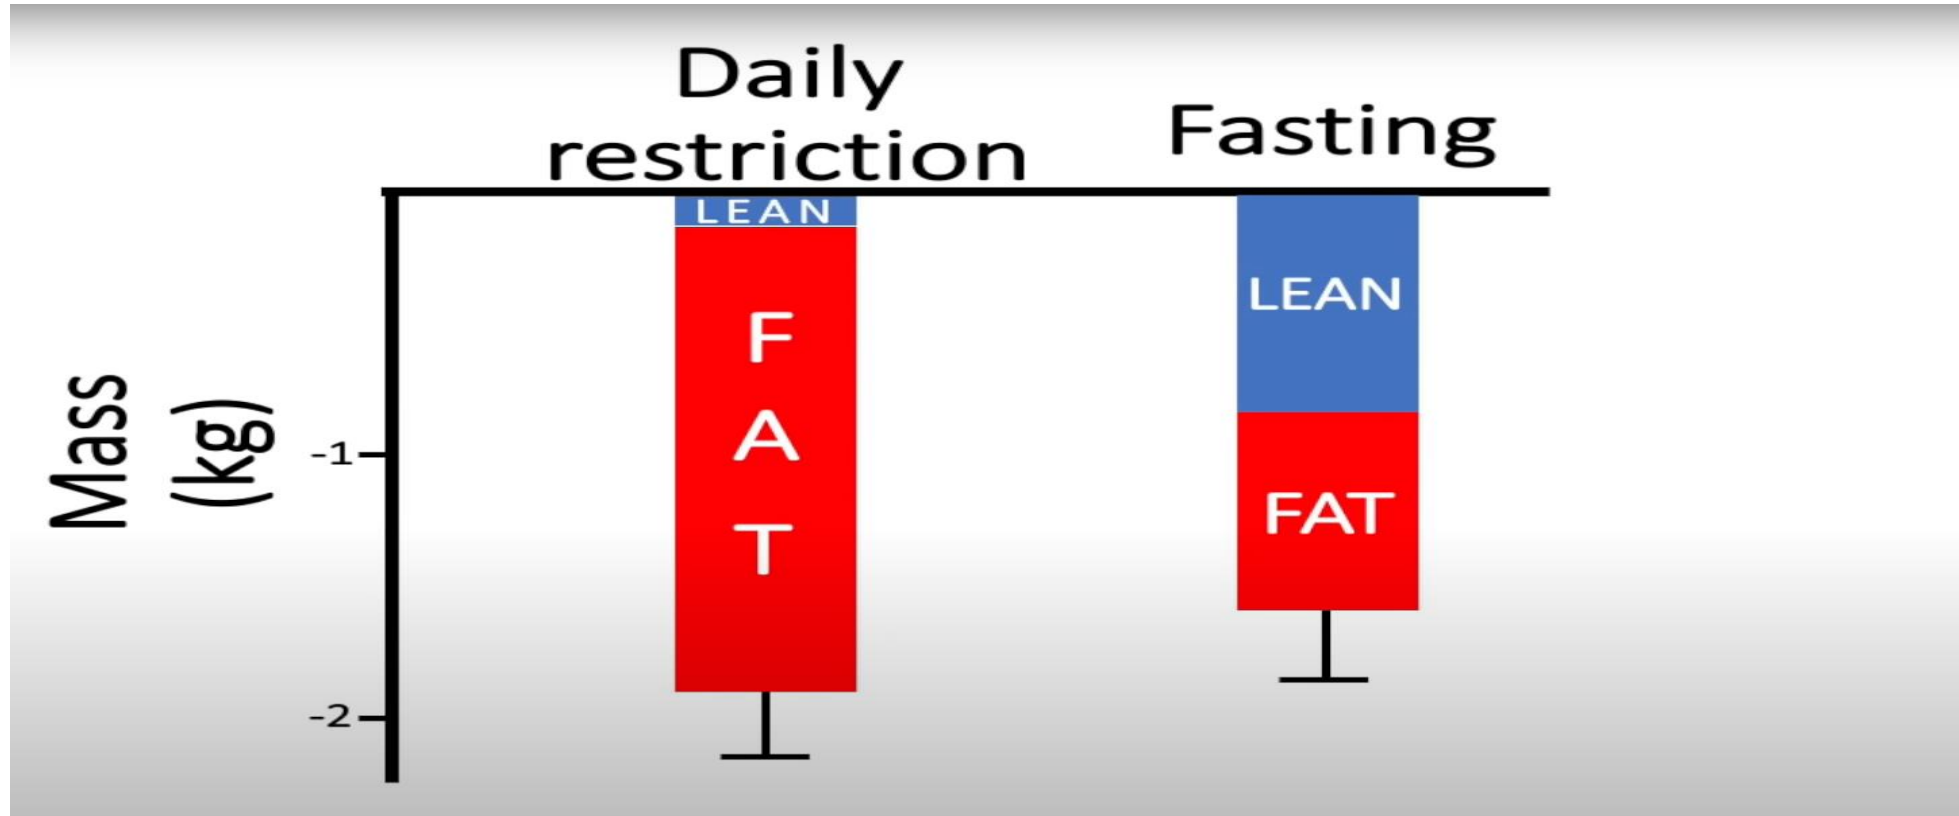 Daily
restriction
Fasting
LEAN
F
A
T
LEAN
FAT
Mass
(kg)
-1
-2